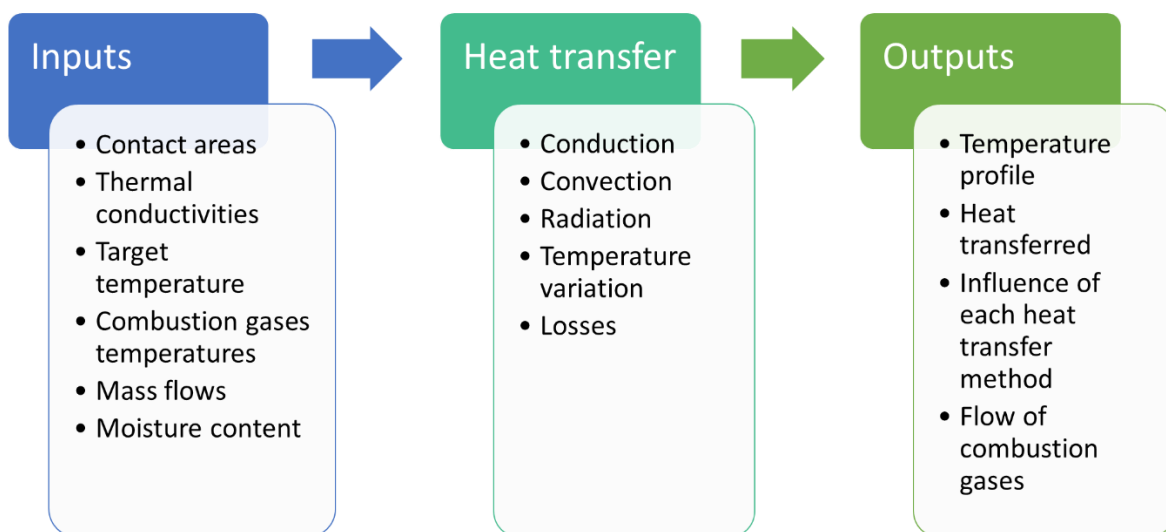 Inputs
• Contact areas
• Thermal
conductivities
• Target
temperature
• Combustion gases
temperatures
• Mass flows
• Moisture content
Heat transfer
• Conduction
• Convection
• Radiation
• Temperature
variation
• Losses
Outputs
• Temperature
profile
• Heat
transferred
• Influence of
each heat
transfer
method
• Flow of
combustion
gases